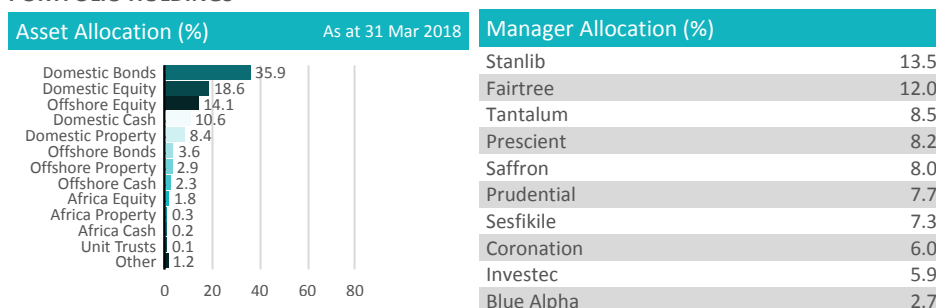 Asset Allocation (%) As at 31 Mar 2018
Domestic Bonds 35.9
Domestic Equity 18.6
Offshore Equity 14.1
Domestic Cash 10.6
Domestic Property 8.4
Offshore Bonds 3.6
Offshore Property 2.9
Offshore Cash 2.3
Africa Equity 1.8
Africa Property 0.3
Africa Cash 0.2
Unit Trusts 0.1
Other 1.2
0 20 40 60 80
Manager Allocation (%)
Stanlib 13.5
Fairtree 12.0
Tantalum 8.5
Prescient 8.2
Saffron 8.0
Prudential 7.7
Sesfikile 7.3
Coronation 6.0
Investec 5.9
Blue Alpha 2.7